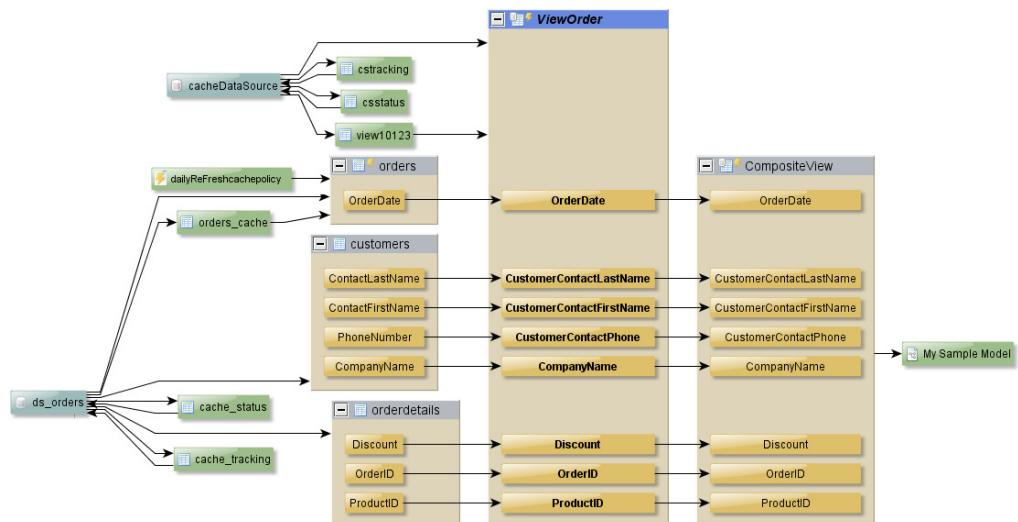 ViewOrder
cacheDataSource
cstracking
csstatus
view10123
dailyReFreshcachepolicy
orders_cache
orders
OrderDate
OrderDate
CompositeView
OrderDate
customers
ContactLastName
CustomerContactLastName
CustomerContactLastName
ContactFirstName
CustomerContactFirstName
CustomerContactFirstName
PhoneNumber
CustomerContactPhone
CustomerContactPhone
CompanyName
CompanyName
CompanyName
My Sample Model
ds_orders
cache_status
cache_tracking
orderdetails
Discount
Discount
Discount
OrderID
OrderID
OrderID
ProductID
ProductID
ProductID